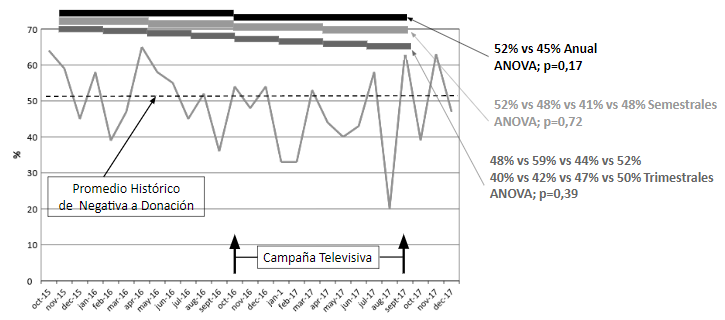 70
60
50
40
30
20
10
0
%
52% vs 45% Anual
ANOVA; p=0,17
52% vs 48% vs 41% vs 48% Semestrales
ANOVA; p=0,72
48% vs 59% vs 44% vs 52%
40% vs 42% vs 47% vs 50% Trimestrales
ANOVA; p=0,39
Promedio Histórico
de Negativa a Donación
Campaña Televisiva
oct-15
nov-15
dec-15
jan-16
feb-16
mar-16
apr-16
may-16
jun-16
jul-16
aug-16
sept-16
oct-16
nov-16
dec-16
jan-1
feb-17
mar-17
apr-17
may-17
jun-17
jul-17
aug-17
sept-17
oct-17
nov-17
dec-17